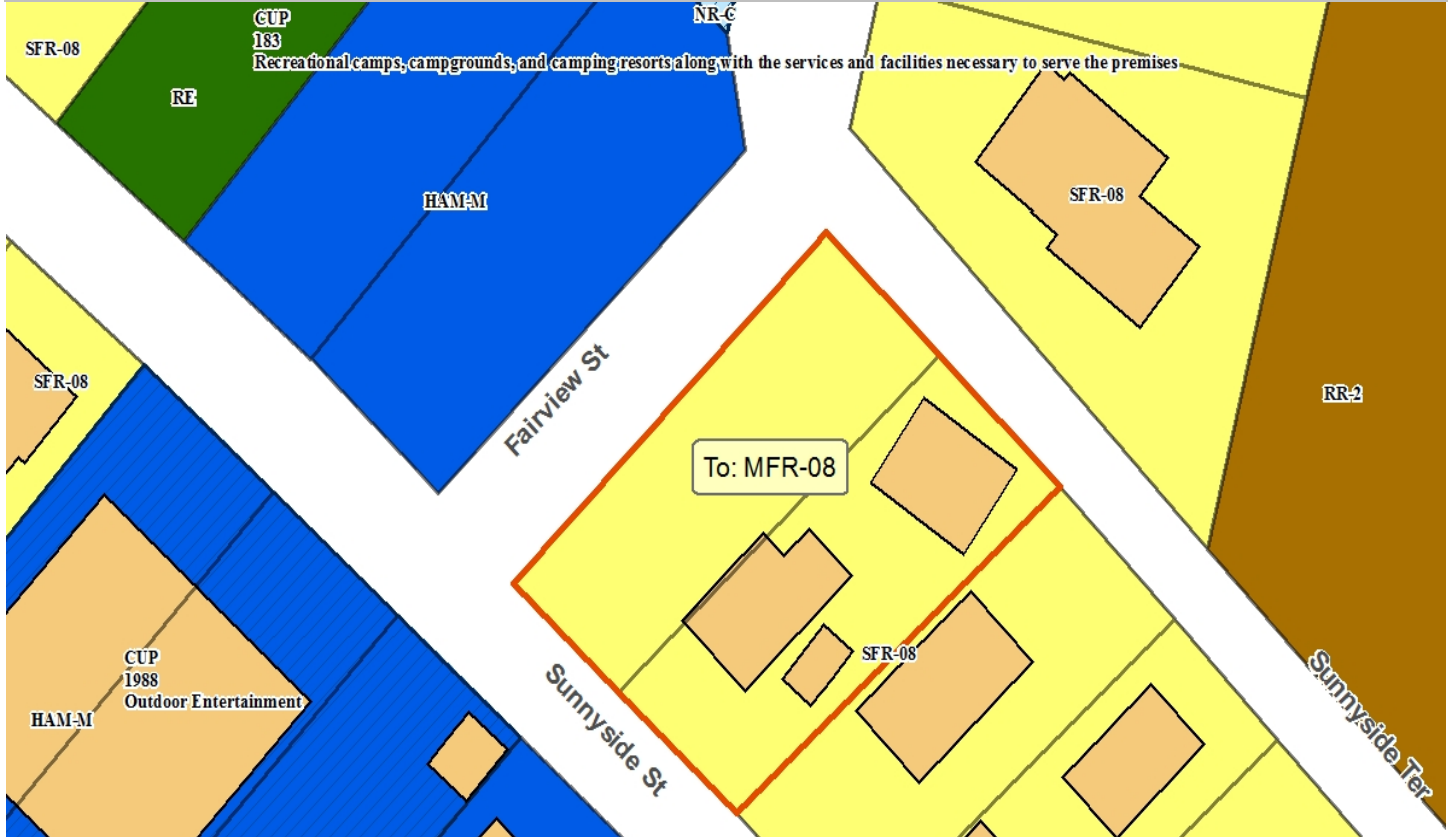 SFR-08
CUP
183
Recreational camps, campgrounds, and camping resorts along with the services and facilities necessary to serve the premises
NR-C
RE
HAM-M
SFR-08
SFR-08
Fairview St
RR-2
To: MFR-08
SFR-08
CUP
1988
Outdoor Entertainment
HAM-M
Sunnyside St
Sunnyside Ter